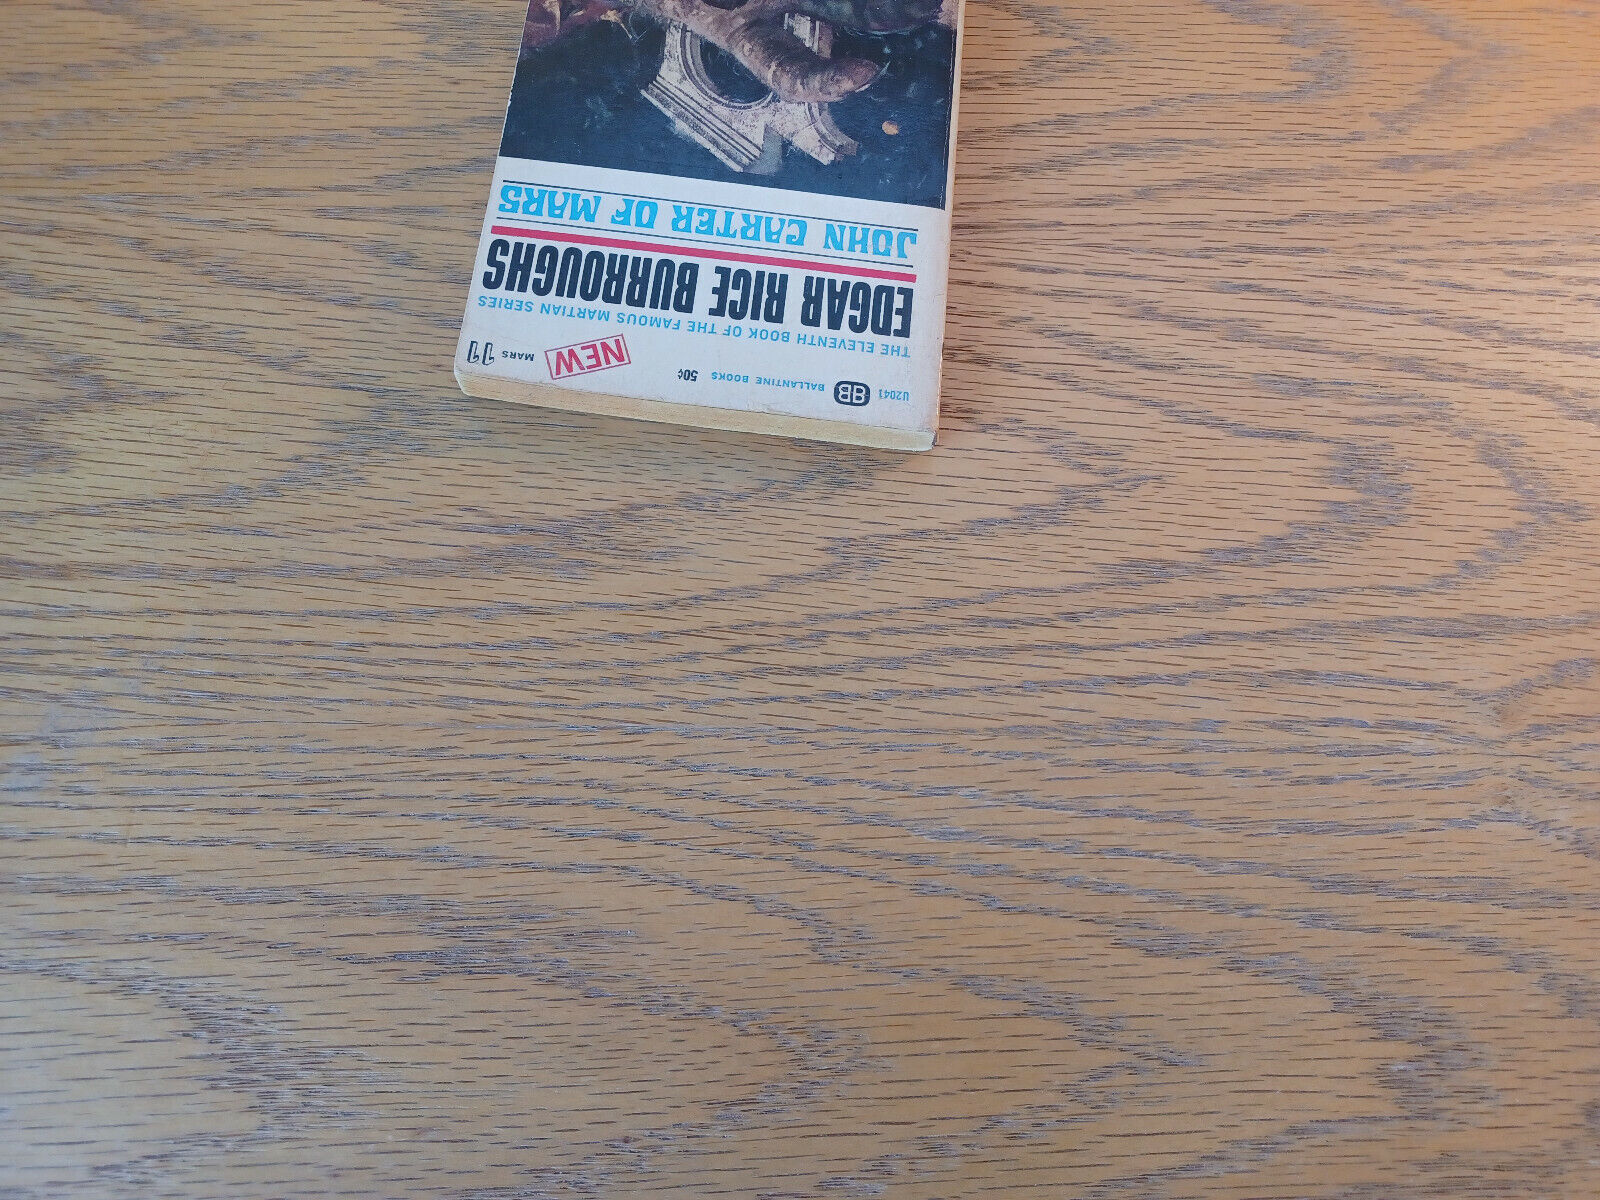 U2041 BB BALLANTINE BOOKS 50¢ NEW MARS 11
THE ELEVENTH BOOK OF THE FAMOUS MARTIAN SERIES
EDGAR RICE BURROUGHS
JOHN CARTER OF MARS